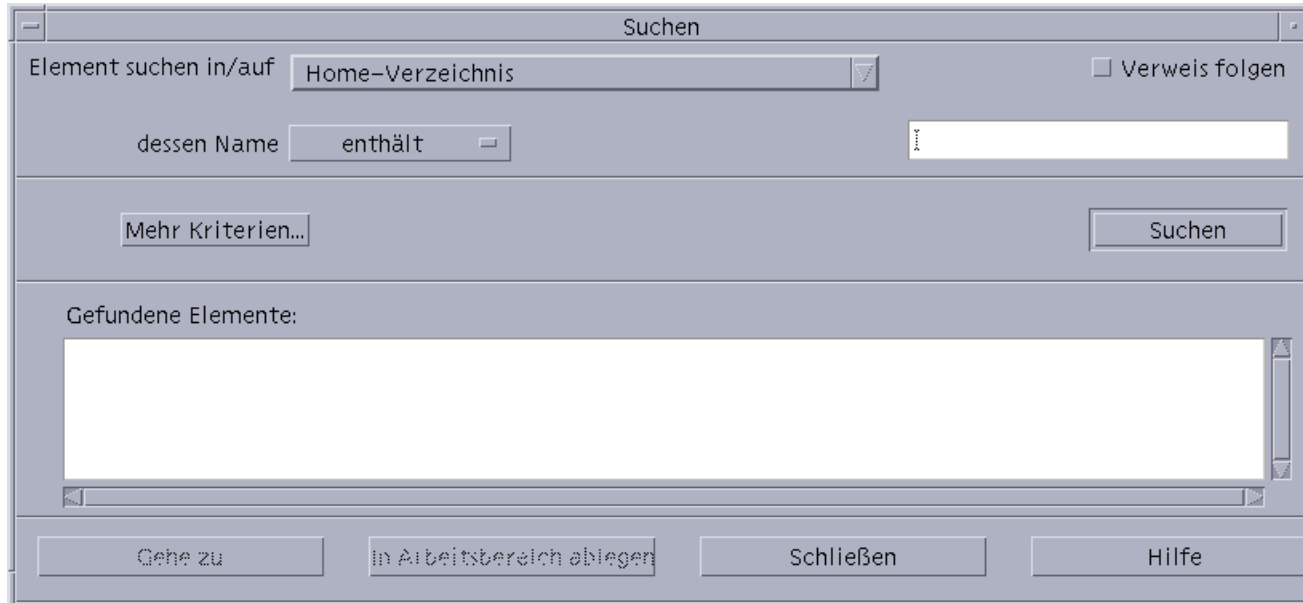 Suchen
Element suchen in/auf Home-Verzeichnis Verweis folgen
dessen Name enthält
Mehr Kriterien... Suchen
Gefundene Elemente:
Gehe zu In Arbeitsbereich ablegen Schließen Hilfe